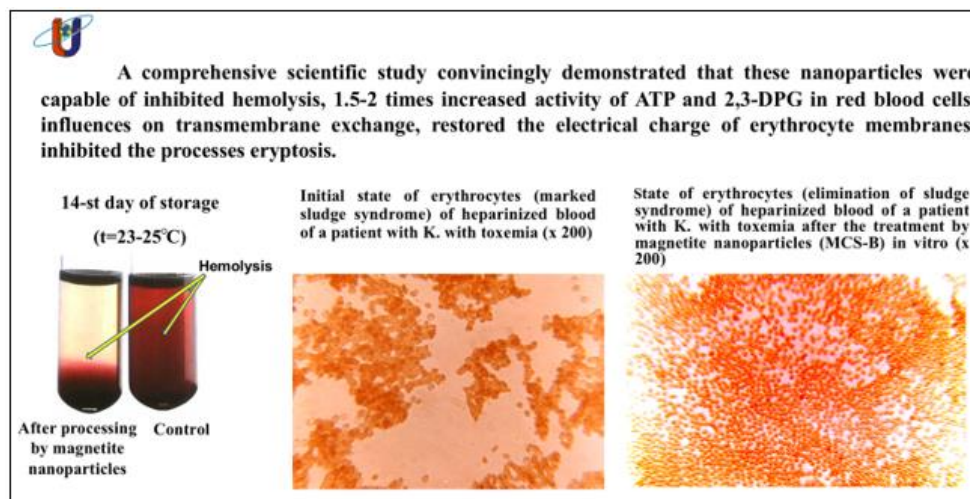 A comprehensive scientific study convincingly demonstrated that these nanoparticles were
capable of inhibited hemolysis, 1.5-2 times increased activity of ATP and 2,3-DPG in red blood cells
influences on transmembrane exchange, restored the electrical charge of erythrocyte membranes
inhibited the processes eryptosis.
14-st day of storage
(t=23-25°C)
Hemolysis
After processing
by magnetite
nanoparticles
Control
Initial state of erythrocytes (marked
sludge syndrome) of heparinized blood
of a patient with K. with toxemia (x 200)
State of erythrocytes (elimination of sludge
syndrome) of heparinized blood of a patient
with K. with toxemia after the treatment by
magnetite nanoparticles (MCS-B) in vitro (x
200)